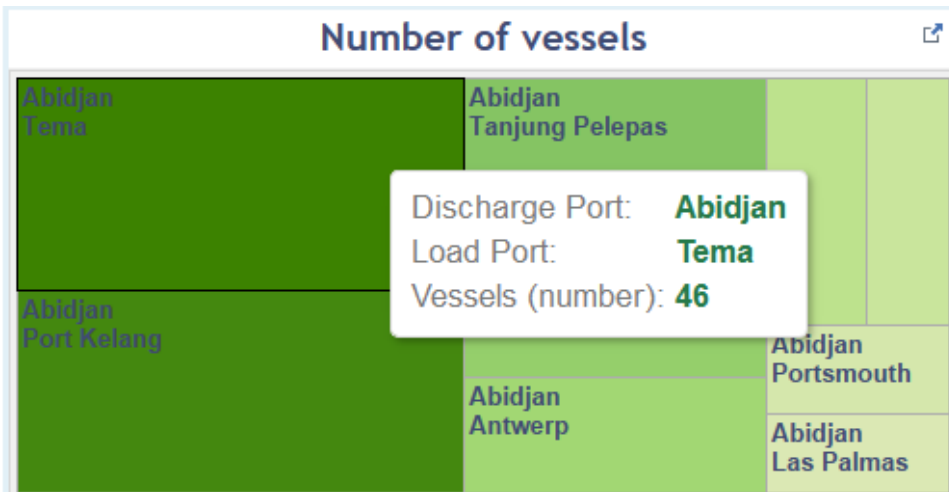 Number of vessels
Abidjan
Tema
Abidjan
Tanjung Pelepas
Discharge Port: Abidjan
Load Port: Tema
Vessels (number): 46
Abidjan
Port Kelang
Abidjan
Antwerp
Abidjan
Portsmouth
Abidjan
Las Palmas